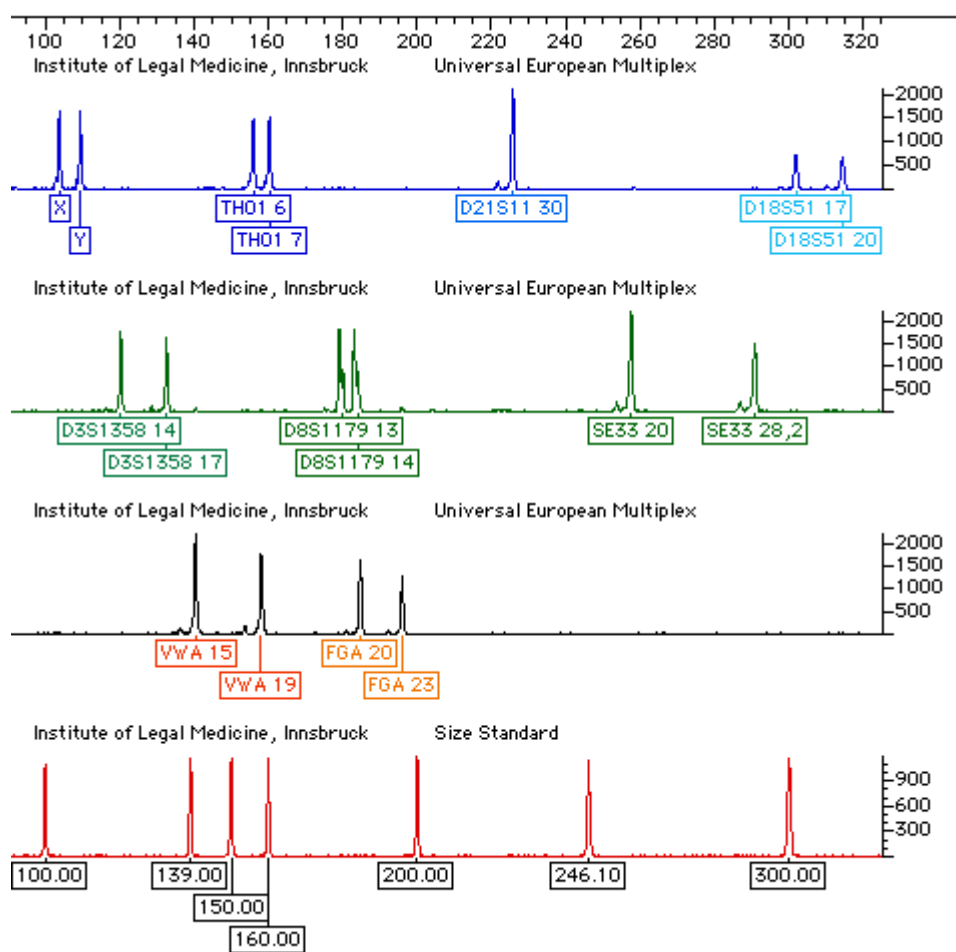 100 120 140 160 180 200 220 240 260 280 300 320
Institute of Legal Medicine, Innsbruck Universal European Multiplex
2000
1500
1000
500
X TH01 6 D21S11 30 D18S51 17
Y TH01 7 D18S51 20
Institute of Legal Medicine, Innsbruck Universal European Multiplex
2000
1500
1000
500
D3S1358 14 D8S1179 13 SE33 20 SE33 28,2
D3S1358 17 D8S1179 14
Institute of Legal Medicine, Innsbruck Universal European Multiplex
2000
1500
1000
500
VWA 15 FGA 20
VWA 19 FGA 23
Institute of Legal Medicine, Innsbruck Size Standard
900
600
300
100.00 139.00 200.00 246.10 300.00
150.00
160.00